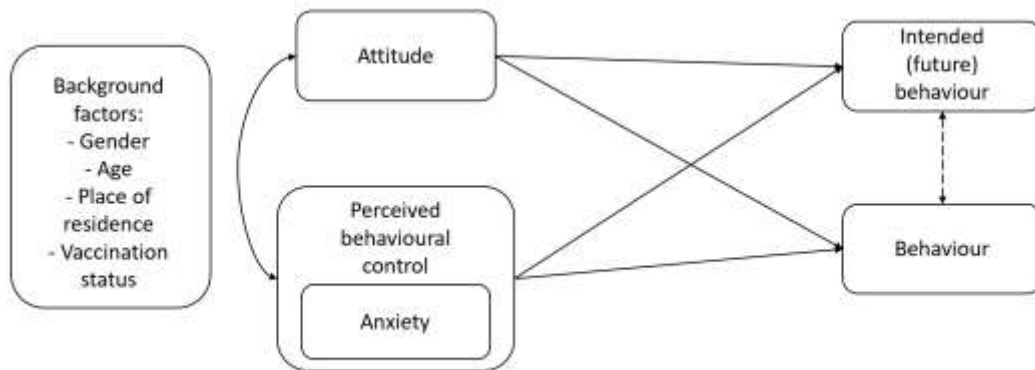 Background
factors:
- Gender
- Age
- Place of
residence
- Vaccination
status
Attitude
Perceived
behavioural
control
Anxiety
Intended
(future)
behaviour
Behaviour